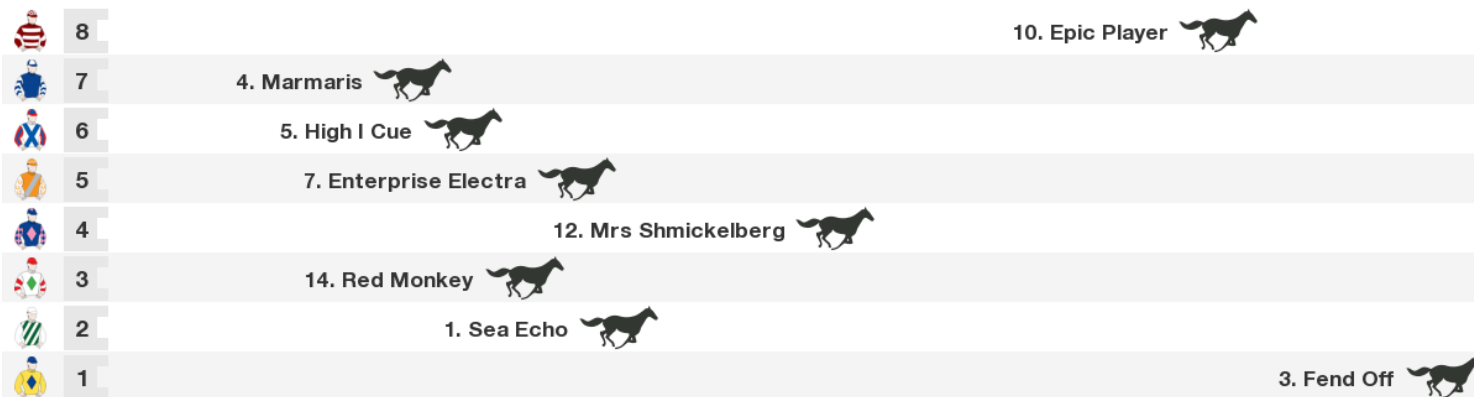 8 10. Epic Player
7 4. Marmaris
6 5. High I Cue
5 7. Enterprise Electra
4 12. Mrs Shmickelberg
3 14. Red Monkey
2 1. Sea Echo
1 3. Fend Off